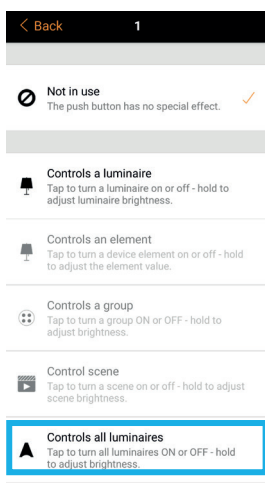 < Back 1
Not in use
The push button has no special effect.
Controls a luminaire
Tap to turn a luminaire on or off - hold to
adjust luminaire brightness.
Controls an element
Tap to turn a device element on or off - hold
to adjust the element value.
Controls a group
Tap to turn a group ON or OFF - hold to
adjust brightness.
Control scene
Tap to turn a scene on or off - hold to adjust
scene brightness.
Controls all luminaires
Tap to turn all luminaires ON or OFF - hold
to adjust brightness.